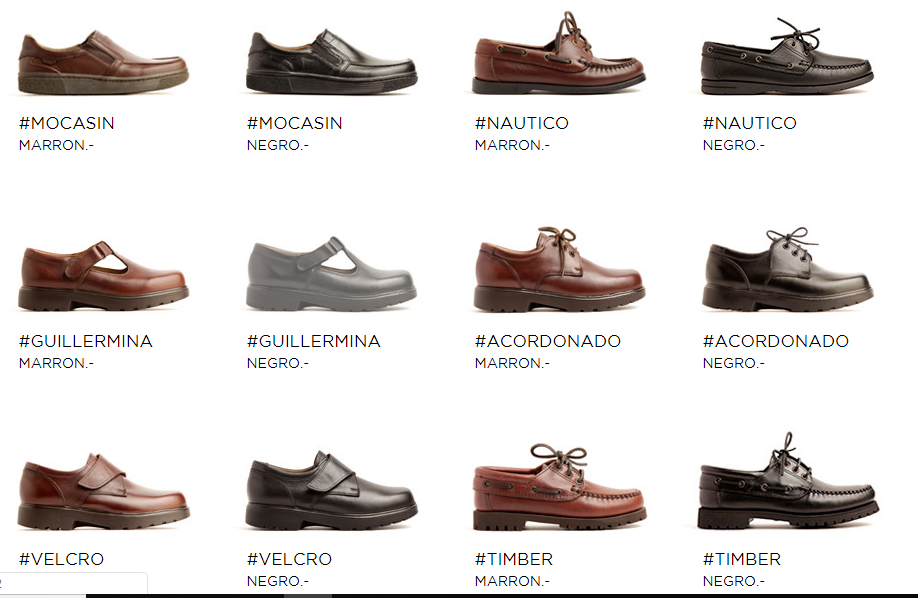 #MOCASIN
MARRON.-
#MOCASIN
NEGRO.-
#NAUTICO
MARRON.-
#NAUTICO
NEGRO.-
#GUILLERMINA
MARRON.-
#GUILLERMINA
NEGRO.-
#ACORDONADO
MARRON.-
#ACORDONADO
NEGRO.-
#VELCRO
#VELCRO
NEGRO.-
#TIMBER
MARRON.-
#TIMBER
NEGRO.-